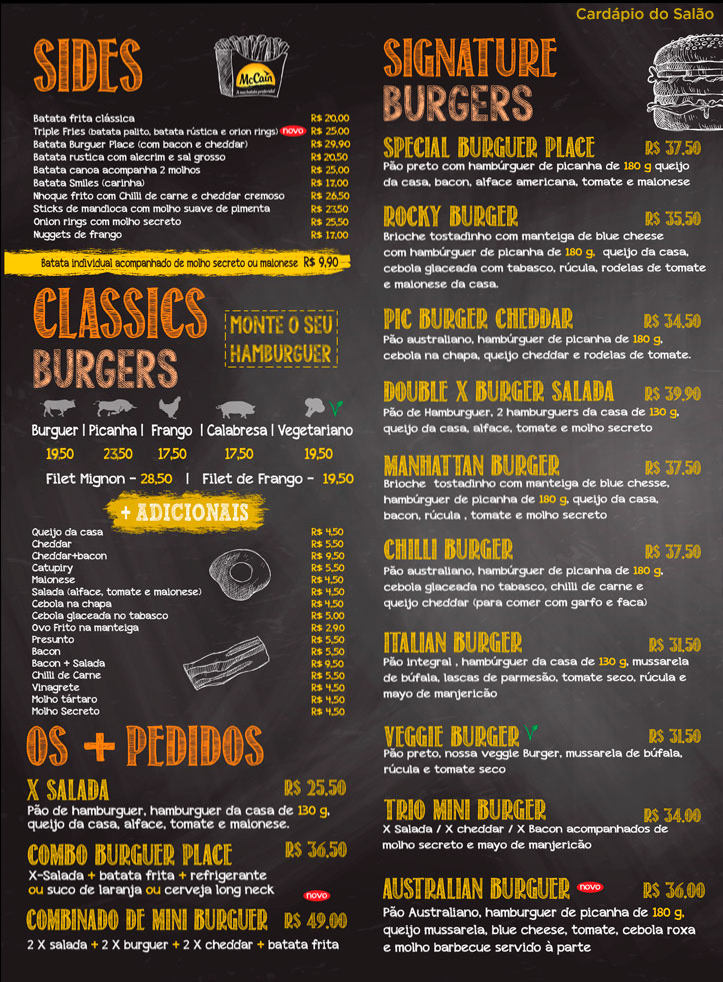 Cardápio do Salão
SIDES
McCain
A sua batata preferida!
Batata frita clássica R$ 20,00
Triple Fries (batata palito, batata rústica e orion rings) novo R$ 25,00
Batata Burguer Place (com bacon e cheddar) R$ 29,90
Batata rustica com alecrim e sal grosso R$ 20,50
Batata canoa acompanha 2 molhos R$ 25,00
Batata Smiles (carinha) R$ 17,00
Nhoque frito com Chilli de carne e cheddar cremoso R$ 26,50
Sticks de mandioca com molho suave de pimenta R$ 23,50
Onion rings com molho secreto R$ 25,50
Nuggets de frango R$ 17,00
Batata individual acompanhado de molho secreto ou maionese R$ 9,90
CLASSICS
BURGERS
MONTE O SEU
HAMBURGUER
Burguer | Picanha | Frango | Calabresa | Vegetariano
19,50 23,50 17,50 17,50 19,50
Filet Mignon - 28,50 | Filet de Frango - 19,50
+ ADICIONAIS
Queijo da casa R$ 4,50
Cheddar R$ 5,50
Cheddar+bacon R$ 9,50
Catupiry R$ 5,50
Maionese R$ 4,50
Salada (alface, tomate e maionese) R$ 4,50
Cebola na chapa R$ 4,50
Cebola glaceada no tabasco R$ 5,00
Ovo Frito na manteiga R$ 2,90
Presunto R$ 5,50
Bacon R$ 5,50
Bacon + Salada R$ 9,50
Chilli de Carne R$ 5,50
Vinagrete R$ 4,50
Molho tártaro R$ 4,50
Molho Secreto R$ 4,50
OS + PEDIDOS
X SALADA R$ 25,50
Pão de hamburguer, hamburguer da casa de 130 g,
queijo da casa, alface, tomate e maionese.
COMBO BURGUER PLACE R$ 36,50
X-Salada + batata frita + refrigerante
ou suco de laranja ou cerveja long neck
novo
COMBINADO DE MINI BURGUER R$ 49,00
2 X salada + 2 X burguer + 2 X cheddar + batata frita
SIGNATURE
BURGERS
SPECIAL BURGUER PLACE R$ 37,50
Pão preto com hambúrguer de picanha de 180 g queijo
da casa, bacon, alface americana, tomate e maionese
ROCKY BURGER R$ 35,50
Brioche tostadinho com manteiga de blue cheese
com hambúrguer de picanha de 180 g, queijo da casa,
cebola glaceada com tabasco, rúcula, rodelas de tomate
e maionese da casa.
PIC BURGER CHEDDAR R$ 34,50
Pão australiano, hambúrguer de picanha de 180 g,
cebola na chapa, queijo cheddar e rodelas de tomate.
DOUBLE X BURGER SALADA R$ 39,90
Pão de Hamburguer, 2 hamburguers da casa de 130 g,
queijo da casa, alface, tomate e molho secreto
MANHATTAN BURGER R$ 37,50
Brioche tostadinho com manteiga de blue chesse,
hambúrguer de picanha de 180 g, queijo da casa,
bacon, rúcula , tomate e molho secreto
CHILLI BURGER R$ 37,50
Pão australiano, hambúrguer de picanha de 180 g,
cebola glaceada no tabasco, chilli de carne e
queijo cheddar (para comer com garfo e faca)
ITALIAN BURGER R$ 31,50
Pão integral , hambúrguer da casa de 130 g, mussarela
de búfala, lascas de parmesão, tomate seco, rúcula e
mayo de manjericão
VEGGIE BURGER R$ 31,50
Pão preto, nossa veggie Burger, mussarela de búfala,
rúcula e tomate seco
TRIO MINI BURGER R$ 34,00
X Salada / X cheddar / X Bacon acompanhados de
molho secreto e mayo de manjericão
AUSTRALIAN BURGUER novo R$ 36,00
Pão Australiano, hamburguer de picanha de 180 g,
queijo mussarela, blue cheese, tomate, cebola roxa
e molho barbecue servido à parte